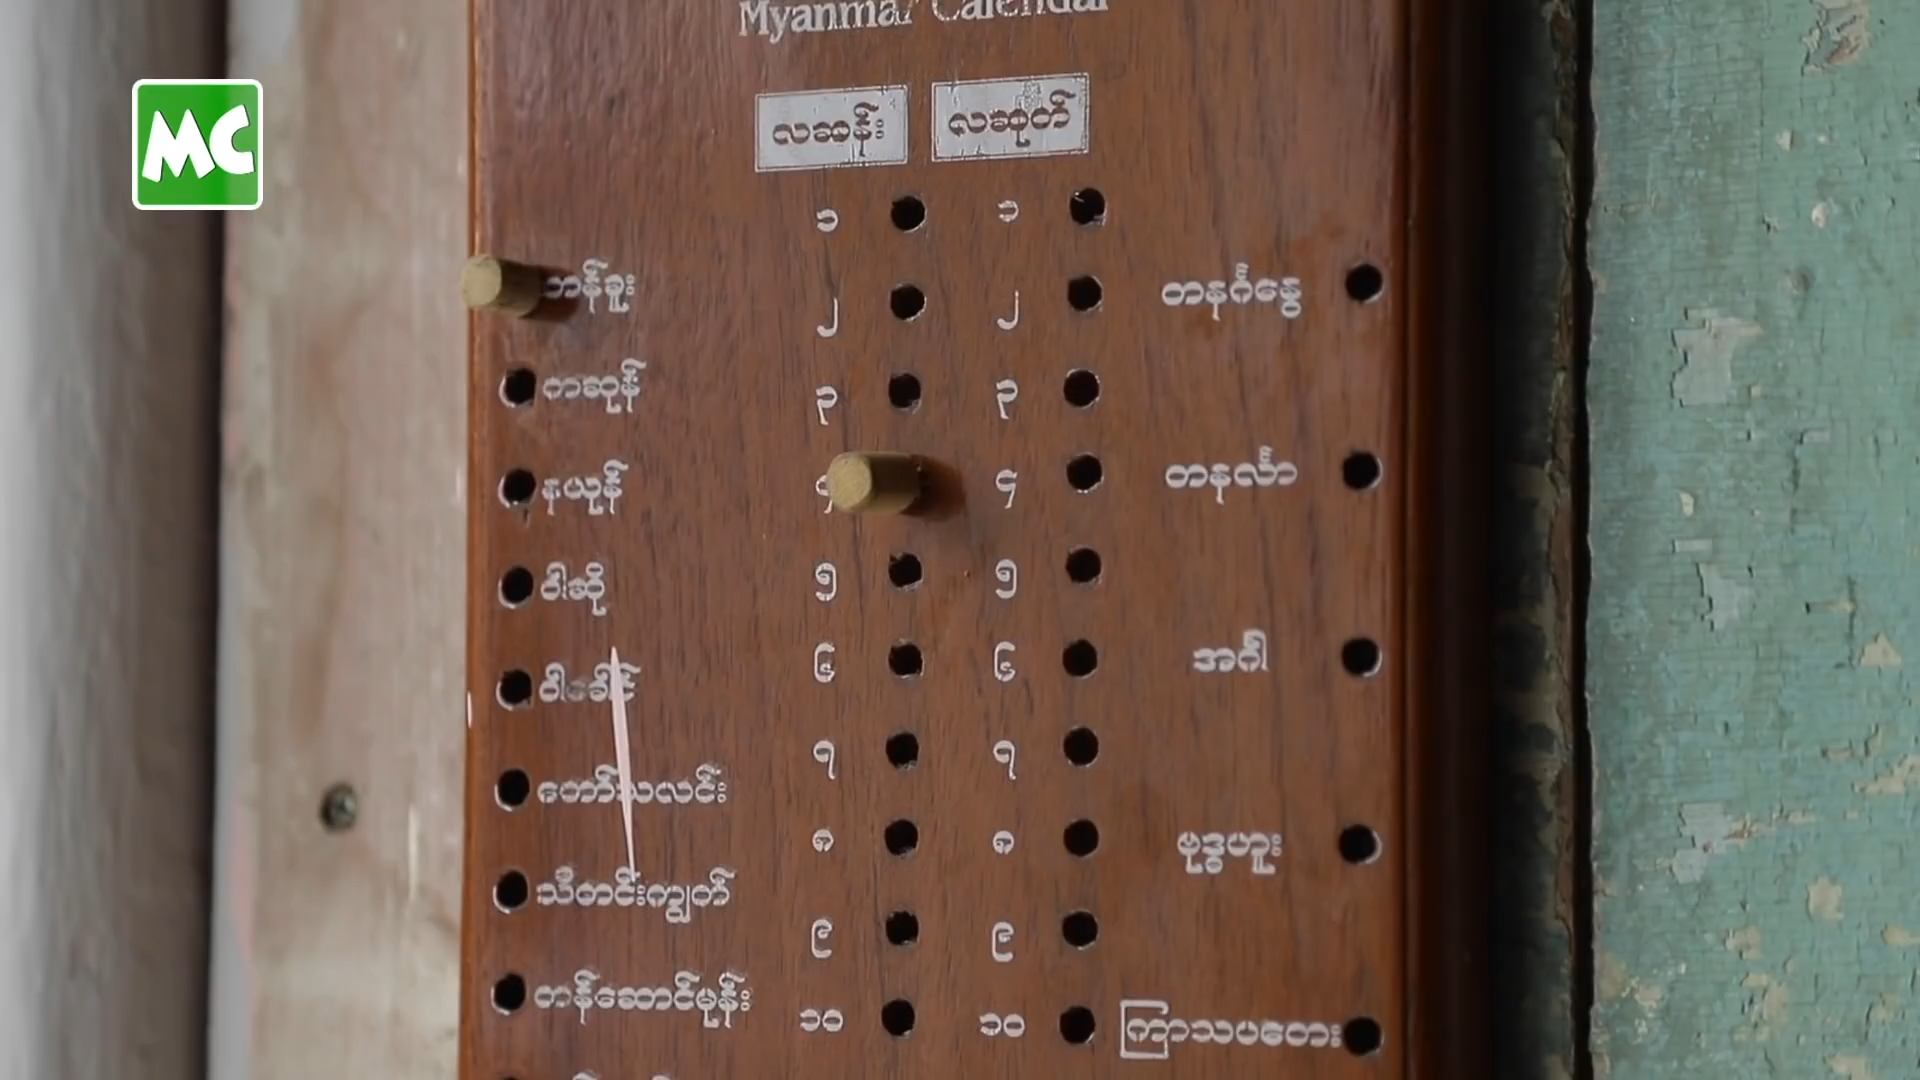 Myanmar Calendar
MC
လဆန်း လဆုတ်
၁ ၁
တန်ခူး ၂ ၂ တနင်္ဂနွေ
ကဆုန် ၃ ၃
နယုန် ၄ တနင်္လာ
ဝါဆို ၅ ၅
ဝါခေါင် ၆ ၆ အင်္ဂါ
တော်သလင်း ၇ ၇
သီတင်းကျွတ် ၈ ၈ ဗုဒ္ဓဟူး
၉ ၉
တန်ဆောင်မုန်း ၁၀ ၁၀ ကြာသပတေး